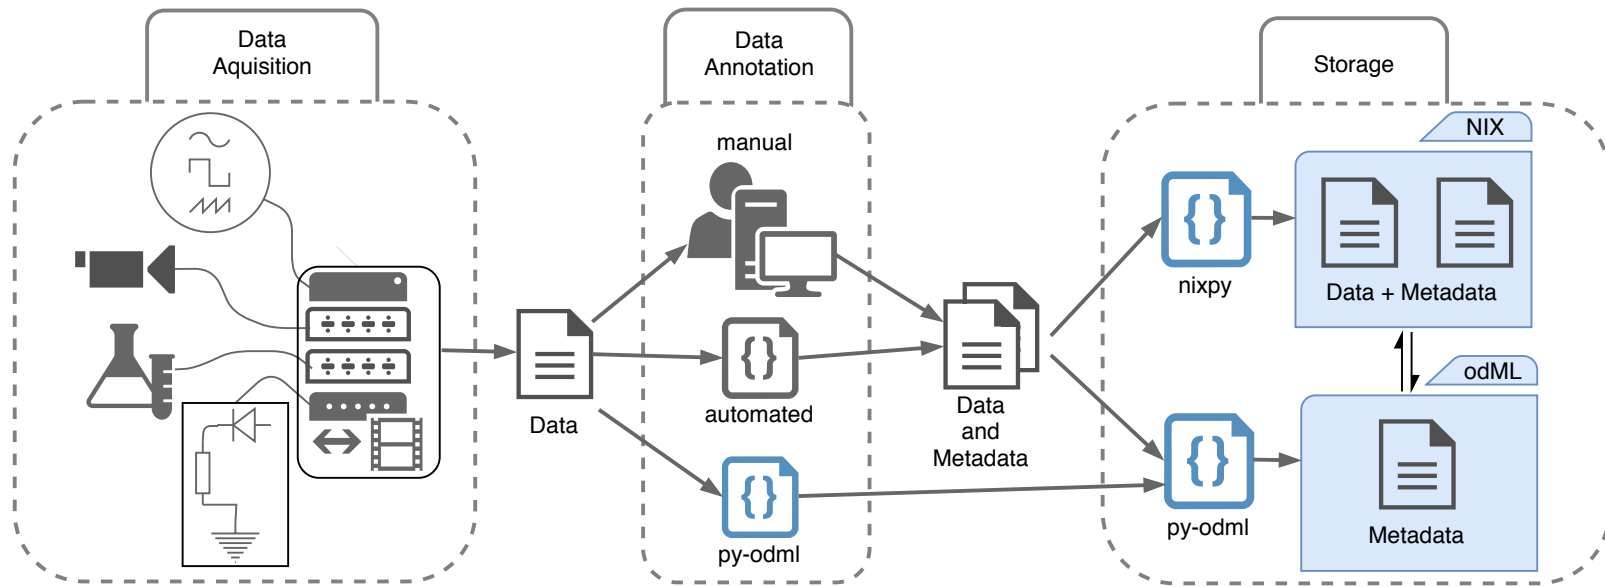 Data
Aquisition
Data
Annotation
Storage
manual
NIX
nixpy
Data + Metadata
Data
automated
Data
and
Metadata
odML
py-odml
py-odml
Metadata